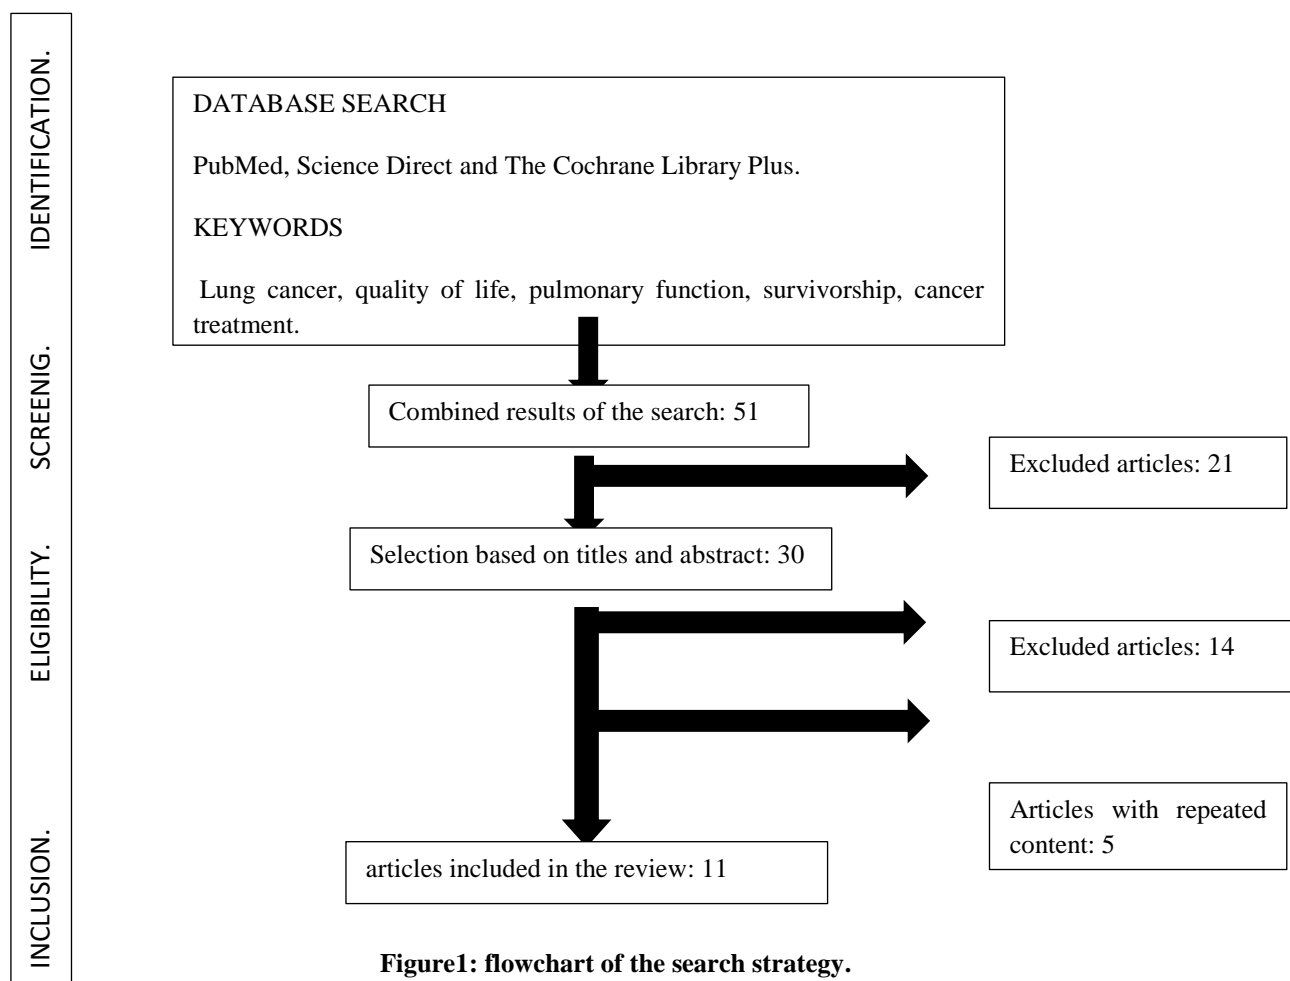 IDENTIFICATION.
DATABASE SEARCH
PubMed, Science Direct and The Cochrane Library Plus.
KEYWORDS
Lung cancer, quality of life, pulmonary function, survivorship, cancer
treatment.
SCREENIG.
Combined results of the search: 51
Excluded articles: 21
ELIGIBILITY.
Selection based on titles and abstract: 30
Excluded articles: 14
Articles with repeated
content: 5
INCLUSION.
articles included in the review: 11
Figure1: flowchart of the search strategy.